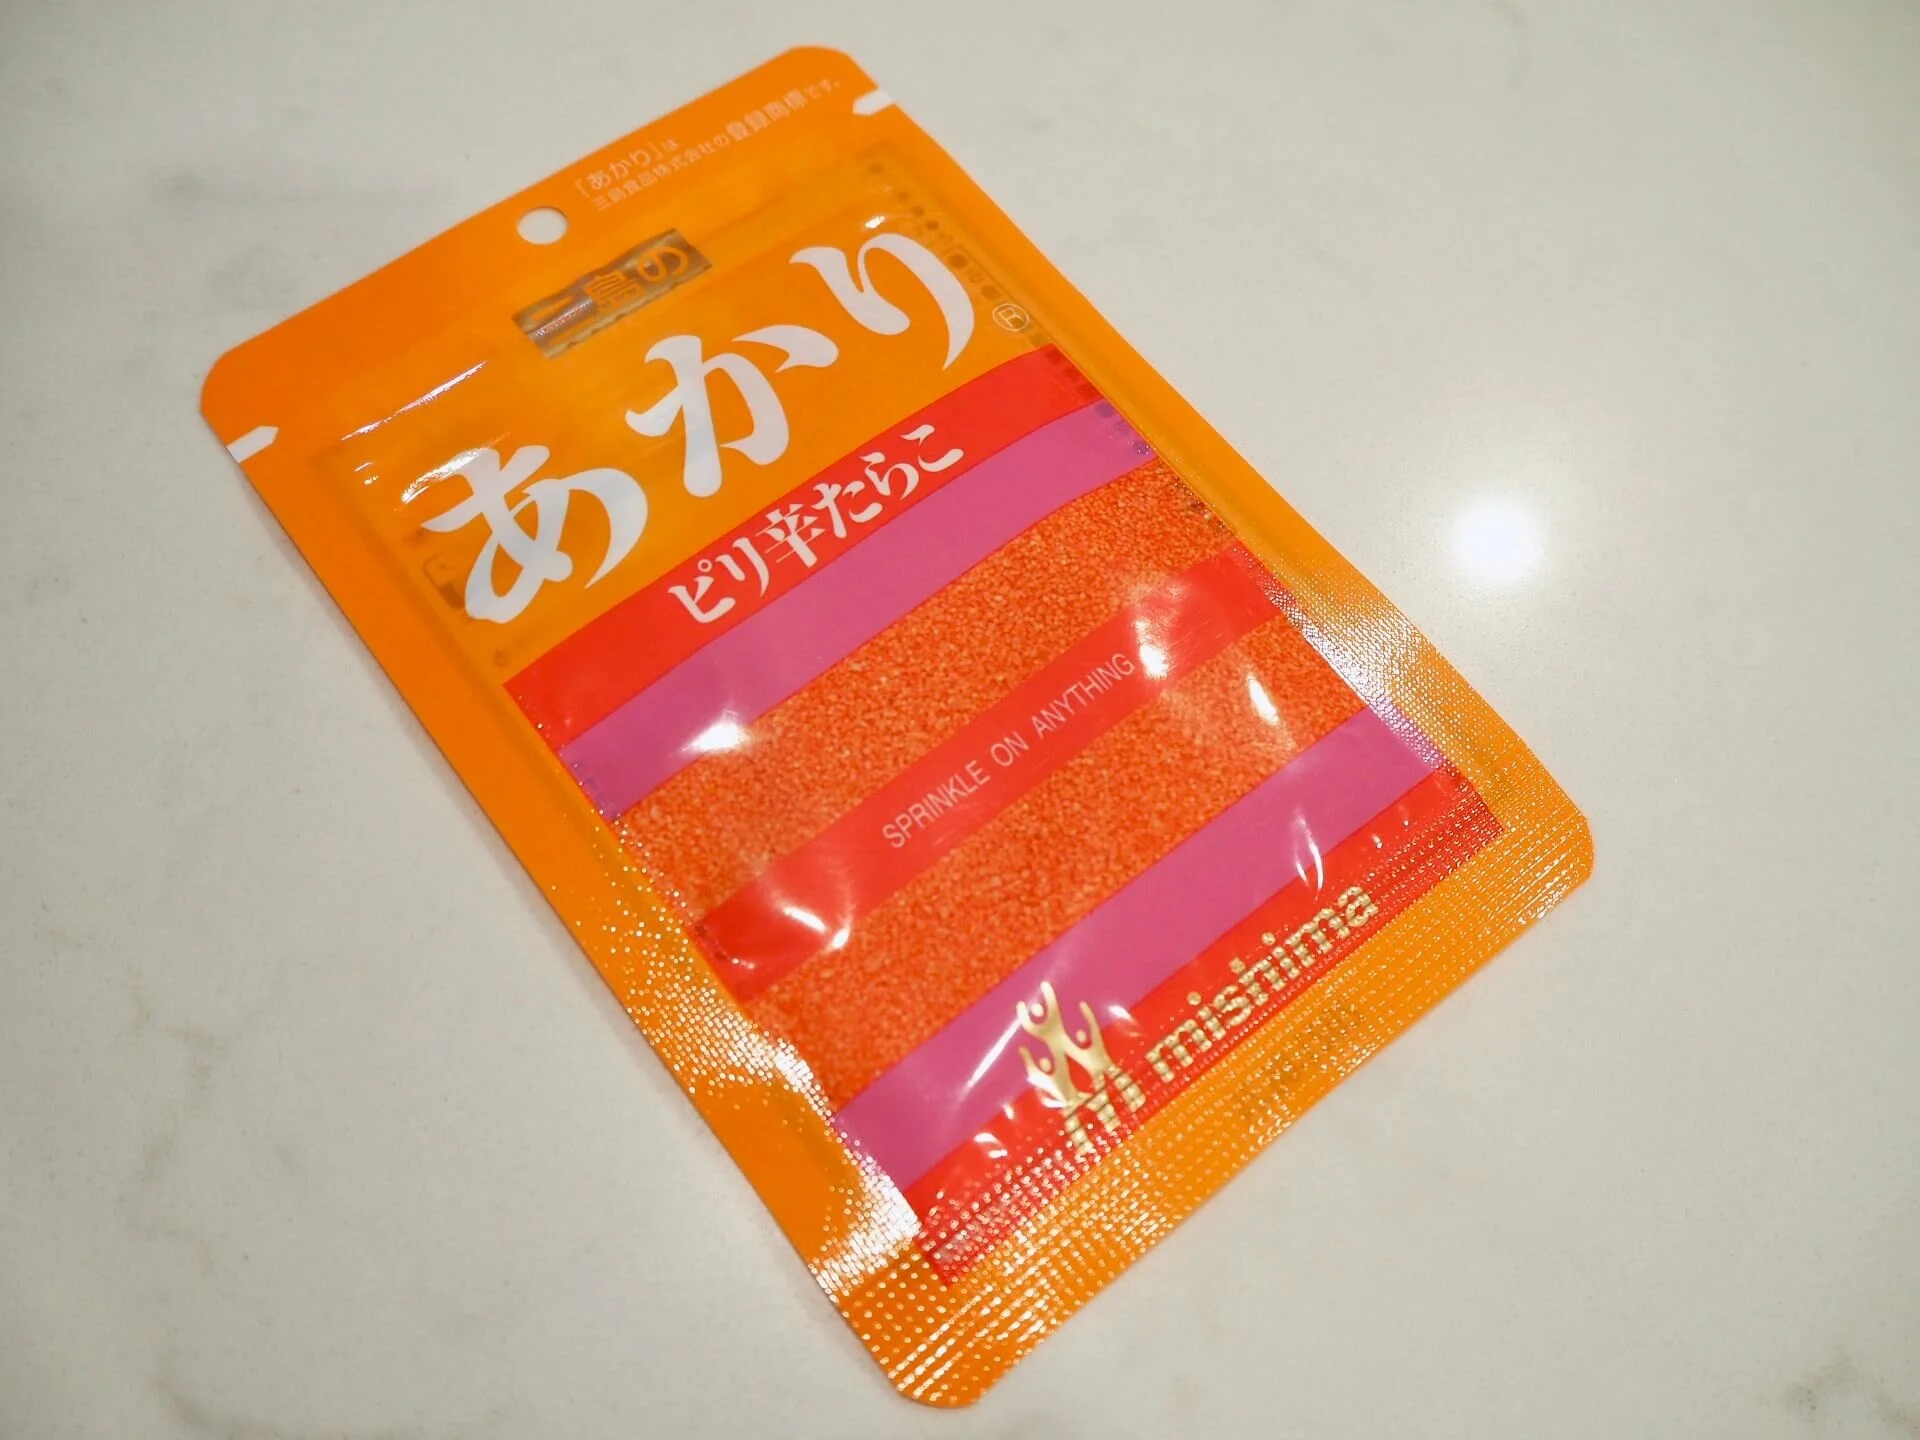 「あかり」は
三島食品株式会社の登録商標です。
三島の
あかり®
ピリ辛たらこ
SPRINKLE ON ANYTHING
mishima